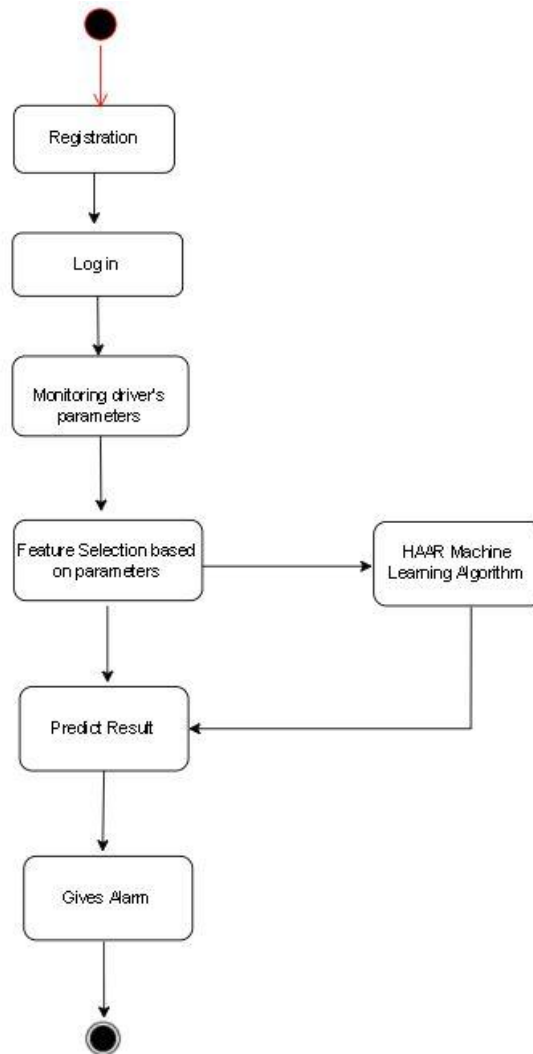 Registration
Log in
Monitoring driver's
parameters
Feature Selection based
on parameters
HAAR Machine
Learning Algorithm
Predict Result
Gives Alarm